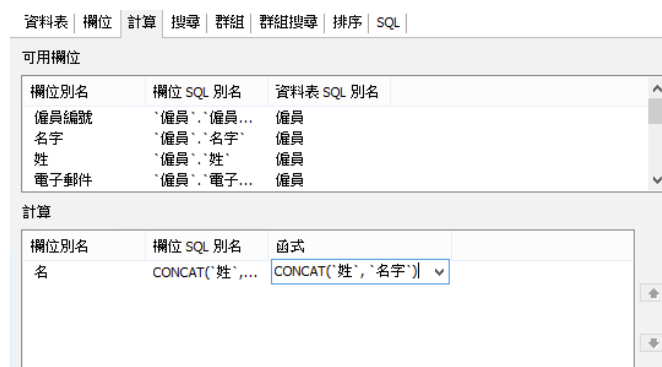 資料表 欄位 計算 搜尋 群組 群組搜尋 排序 SQL
可用欄位
欄位別名 欄位 SQL 別名 資料表 SQL 別名
僱員編號 `僱員`.`僱員... 僱員
名字 `僱員`.`名字` 僱員
姓 `僱員`.`姓` 僱員
電子郵件 `僱員`.`電子... 僱員
計算
欄位別名 欄位 SQL 別名 函式
名 CONCAT(`姓`,... CONCAT(`姓`, `名字`)